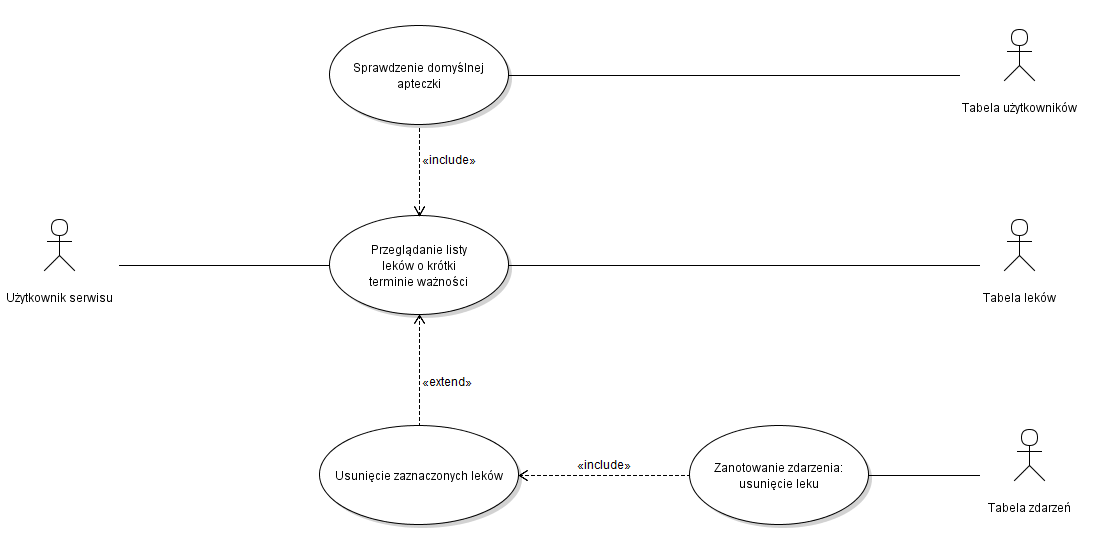 Sprawdzenie domyślnej
apteczki
Tabela użytkowników
«include»
Użytkownik serwisu
Przeglądanie listy
leków o krótki
terminie ważności
Tabela leków
«extend»
Usunięcie zaznaczonych leków
«include»
Zanotowanie zdarzenia:
usunięcie leku
Tabela zdarzeń